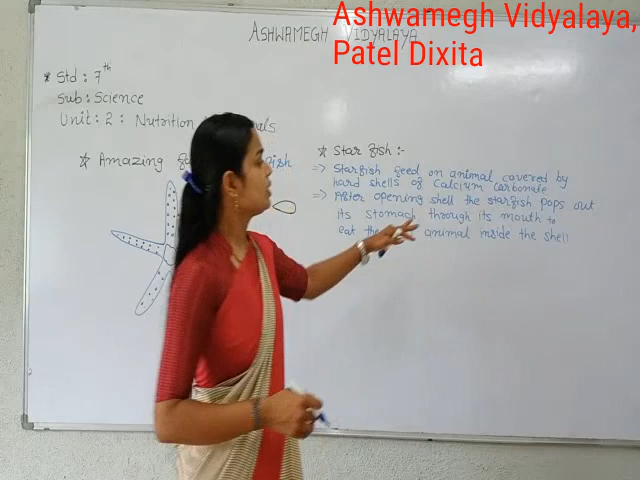 Ashwamegh Vidyalaya,
Patel Dixita
ASHWAMEGH VIDYALAYA
* Std : 7th
Sub : Science
Unit : 2 : Nutrition
* Amazing
* Star fish :-
=> Starfish feed on animal covered by
hard shells of Calcium Carbonate
=> After opening shell the starfish pops out
its stomach through its mouth to
eat the animal inside the shell